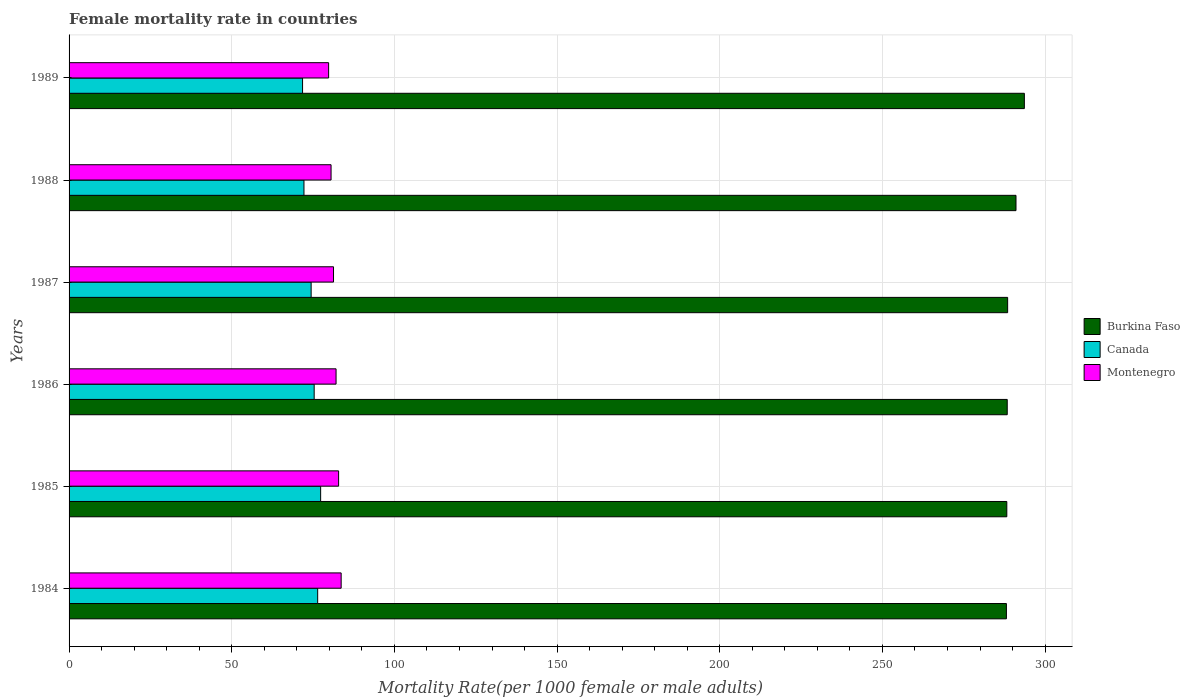 Female mortality rate in countries
1989
1988
1987
1986
1985
1984
Years
0
50
100
150
200
250
300
Mortality Rate(per 1000 female or male adults)
Burkina Faso
Canada
Montenegro